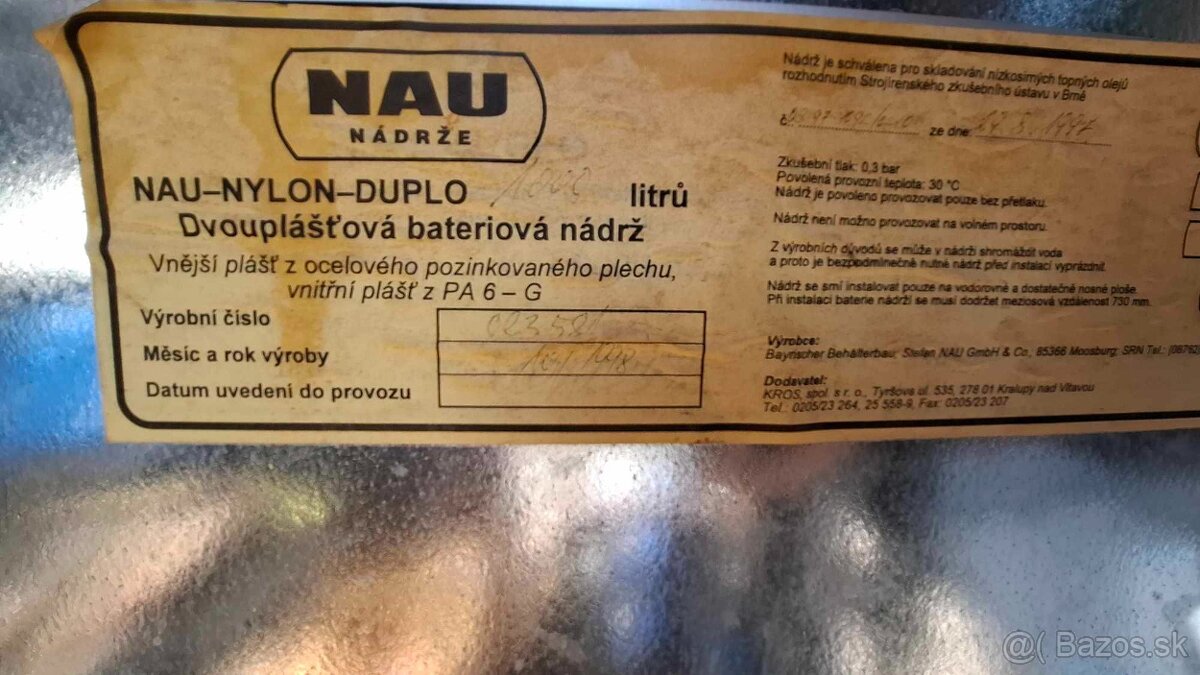 NAU
NÁDRŽE
NAU–NYLON–DUPLO 1000 litrů
Dvouplášťová bateriová nádrž
Vnější plášť z ocelového pozinkovaného plechu,
vnitřní plášť z PA 6 – G
Výrobní číslo
Měsíc a rok výroby
Datum uvedení do provozu
Nádrž je schválena pro skladování nízkosirných topných olejů
rozhodnutím Strojírenského zkušebního ústavu v Brně
č. ze dne
Zkušební tlak: 0,3 bar
Povolená provozní teplota: 30 °C
Nádrž je povoleno provozovat pouze bez přetlaku.
Nádrž není možno provozovat na volném prostoru.
Z výrobních důvodů se může v nádrži shromáždit voda
a proto je bezpodmínečně nutné nádrž před instalací vyprázdnit.
Nádrž se smí instalovat pouze na vodorovné a dostatečně nosné ploše.
Při instalaci baterie nádrží se musí dodržet meziosová vzdálenost 730 mm.
Výrobce:
Bayrischer Behälterbau; Stefan NAU GmbH & Co., 85366 Moosburg; SRN Tel.: (08762)
Dodavatel:
KROS, spol. s r. o., Tyršova ul. 535, 278 01 Kralupy nad Vltavou
Tel.: 0205/23 264, 25 558-9, Fax: 0205/23 207
@( Bazos.sk